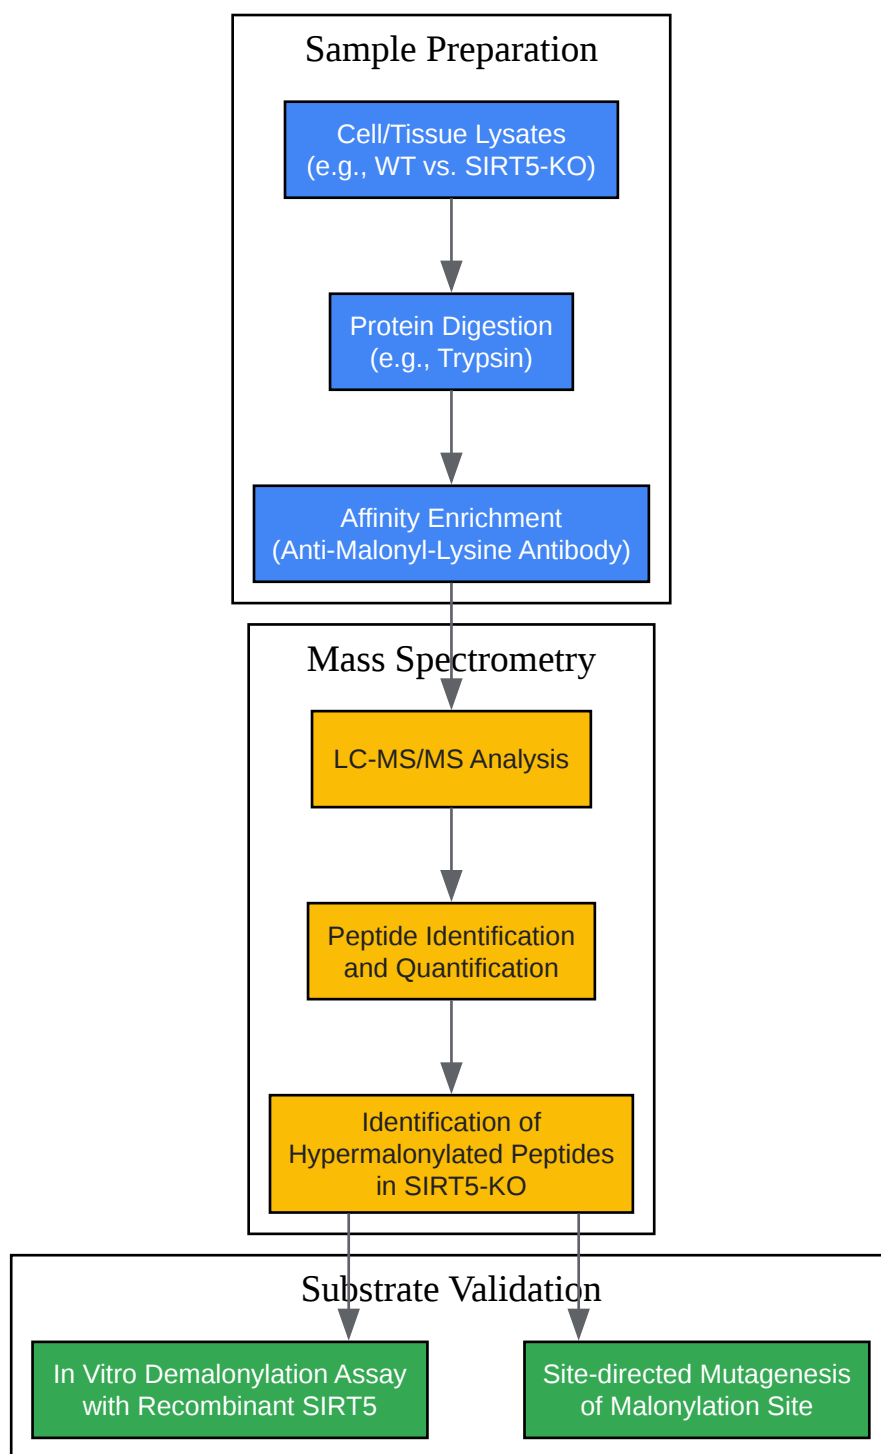 Sample Preparation
Cell/Tissue Lysates
(e.g., WT vs. SIRT5-KO)
Protein Digestion
(e.g., Trypsin)
Affinity Enrichment
(Anti-Malonyl-Lysine Antibody)
Mass Spectrometry
LC-MS/MS Analysis
Peptide Identification
and Quantification
Identification of
Hypermalonylated Peptides
in SIRT5-KO
Substrate Validation
In Vitro Demalonylation Assay
with Recombinant SIRT5
Site-directed Mutagenesis
of Malonylation Site